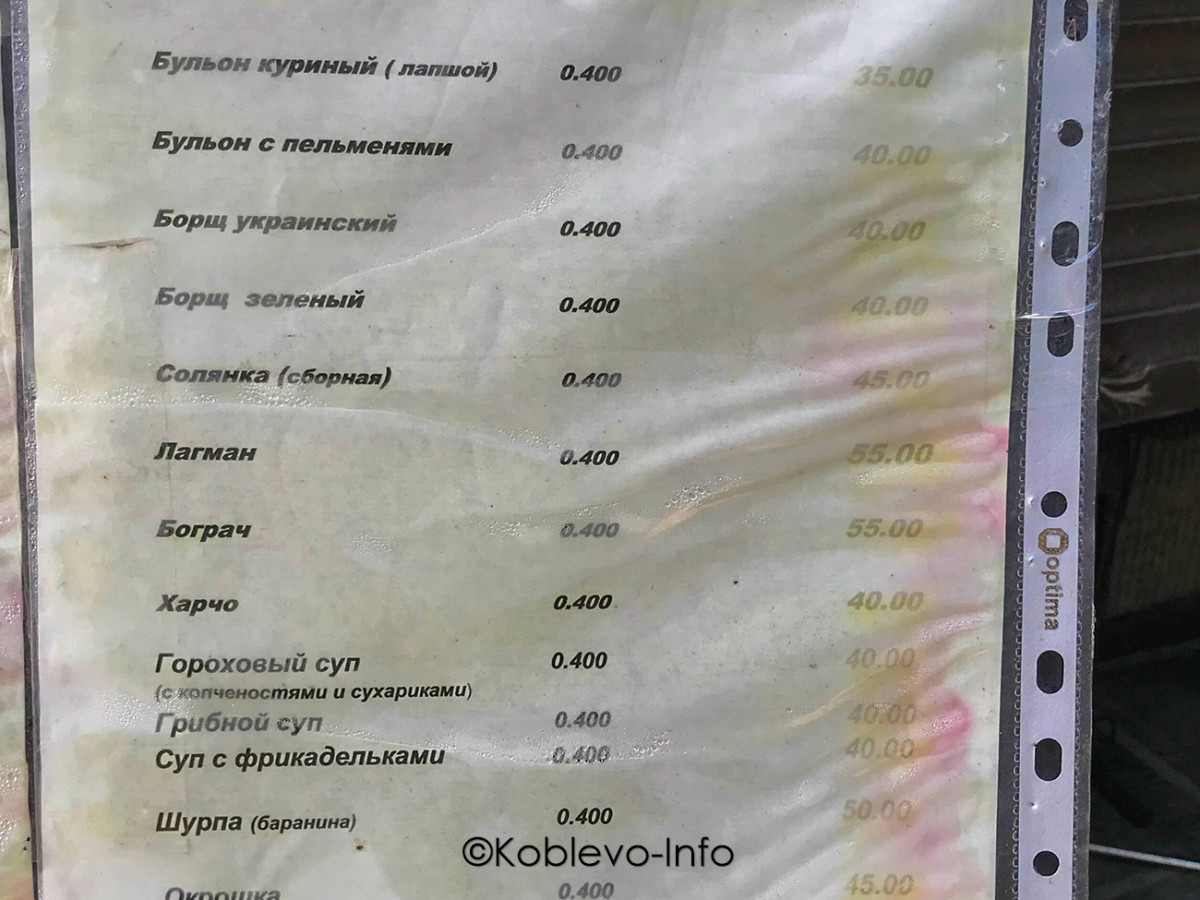 Бульон куриный ( лапшой) 0.400 35.00
Бульон с пельменями 0.400 40.00
Борщ украинский 0.400 40.00
Борщ зеленый 0.400 40.00
Солянка (сборная) 0.400 45.00
Лагман 0.400 55.00
Бограч 0.400 55.00
Харчо 0.400 40.00
Гороховый суп 0.400 40.00
(с копченостями и сухариками)
Грибной суп 0.400 40.00
Суп с фрикадельками 0.400 40.00
Шурпа (баранина) 0.400 50.00
Окрошка 0.400 45.00
optima
©Koblevo-Info